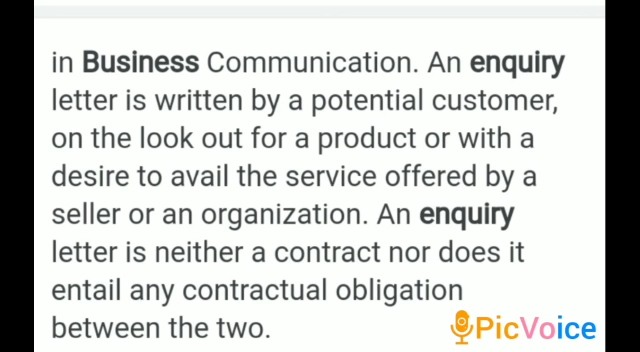 in Business Communication. An enquiry
letter is written by a potential customer,
on the look out for a product or with a
desire to avail the service offered by a
seller or an organization. An enquiry
letter is neither a contract nor does it
entail any contractual obligation
between the two.
PicVoice